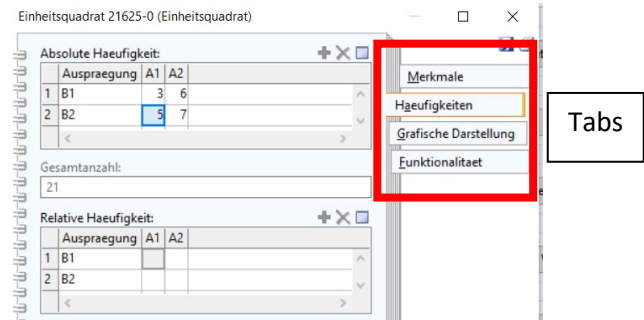 Einheitsquadrat 21625-0 (Einheitsquadrat)
Absolute Haeufigkeit:
Auspraegung A1 A2
1 B1 3 6
2 B2 5 7
Gesamtanzahl:
21
Relative Haeufigkeit:
Auspraegung A1 A2
1 B1
2 B2
Merkmale
Haeufigkeiten
Grafische Darstellung
Funktionalitaet
Tabs